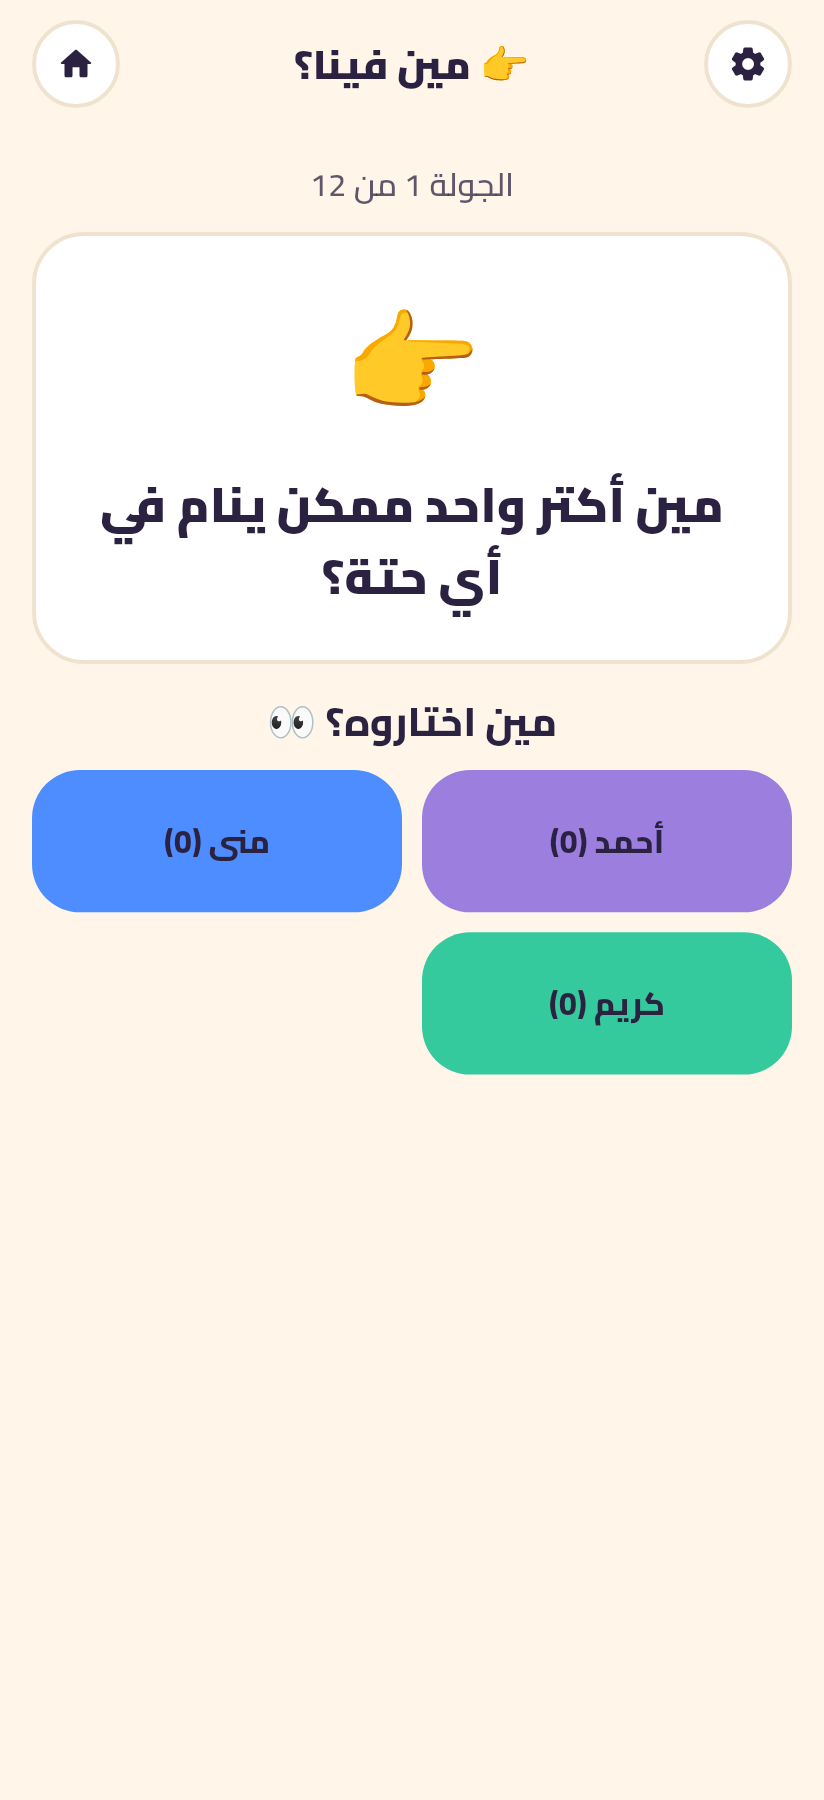 👉 مين فينا؟
الجولة 1 من 12
👉
مين أكتر واحد ممكن ينام في
أي حتة؟
مين اختاروه؟ 👀
أحمد (0)
منى (0)
كريم (0)